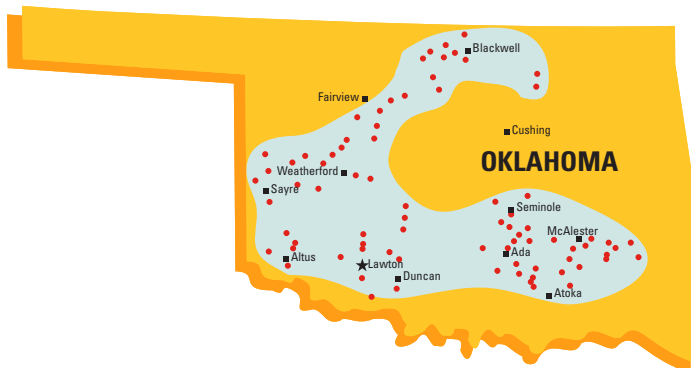 Blackwell
Fairview
Cushing
OKLAHOMA
Weatherford
Sayre
Seminole
McAlester
Altus
Lawton
Ada
Duncan
Atoka